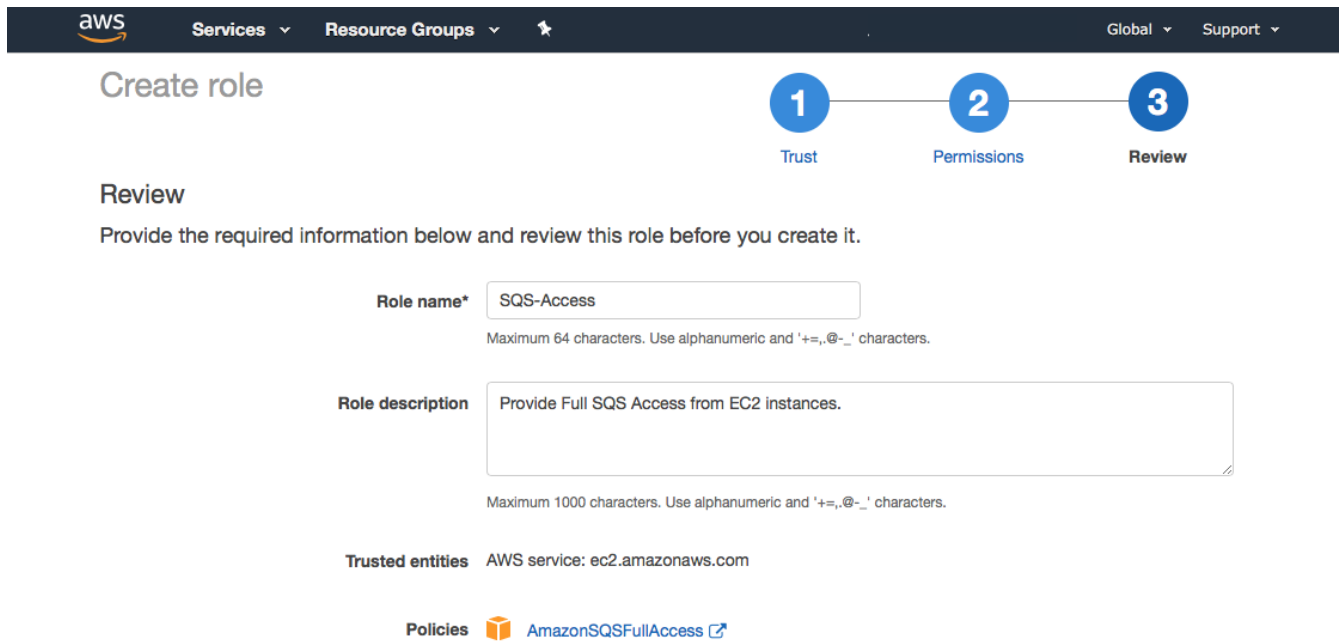 aws Services Resource Groups Global Support
Create role
1 2 3
Trust Permissions Review
Review
Provide the required information below and review this role before you create it.
Role name* SQS-Access
Maximum 64 characters. Use alphanumeric and '+=,.@-_' characters.
Role description Provide Full SQS Access from EC2 instances.
Maximum 1000 characters. Use alphanumeric and '+=,.@-_' characters.
Trusted entities AWS service: ec2.amazonaws.com
Policies AmazonSQSFullAccess